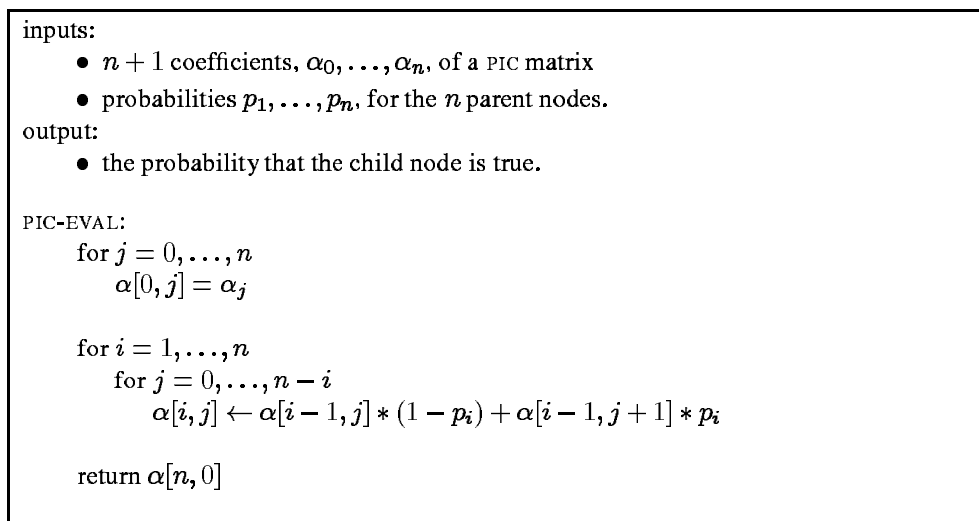 inputs:
• n + 1 coefficients, α₀, . . . , αₙ, of a PIC matrix
• probabilities p₁, . . . , pₙ, for the n parent nodes.
output:
• the probability that the child node is true.
PIC-EVAL:
for j = 0, . . . , n
α[0, j] = αⱼ
for i = 1, . . . , n
for j = 0, . . . , n − i
α[i, j] ← α[i − 1, j] ∗ (1 − pᵢ) + α[i − 1, j + 1] ∗ pᵢ
return α[n, 0]